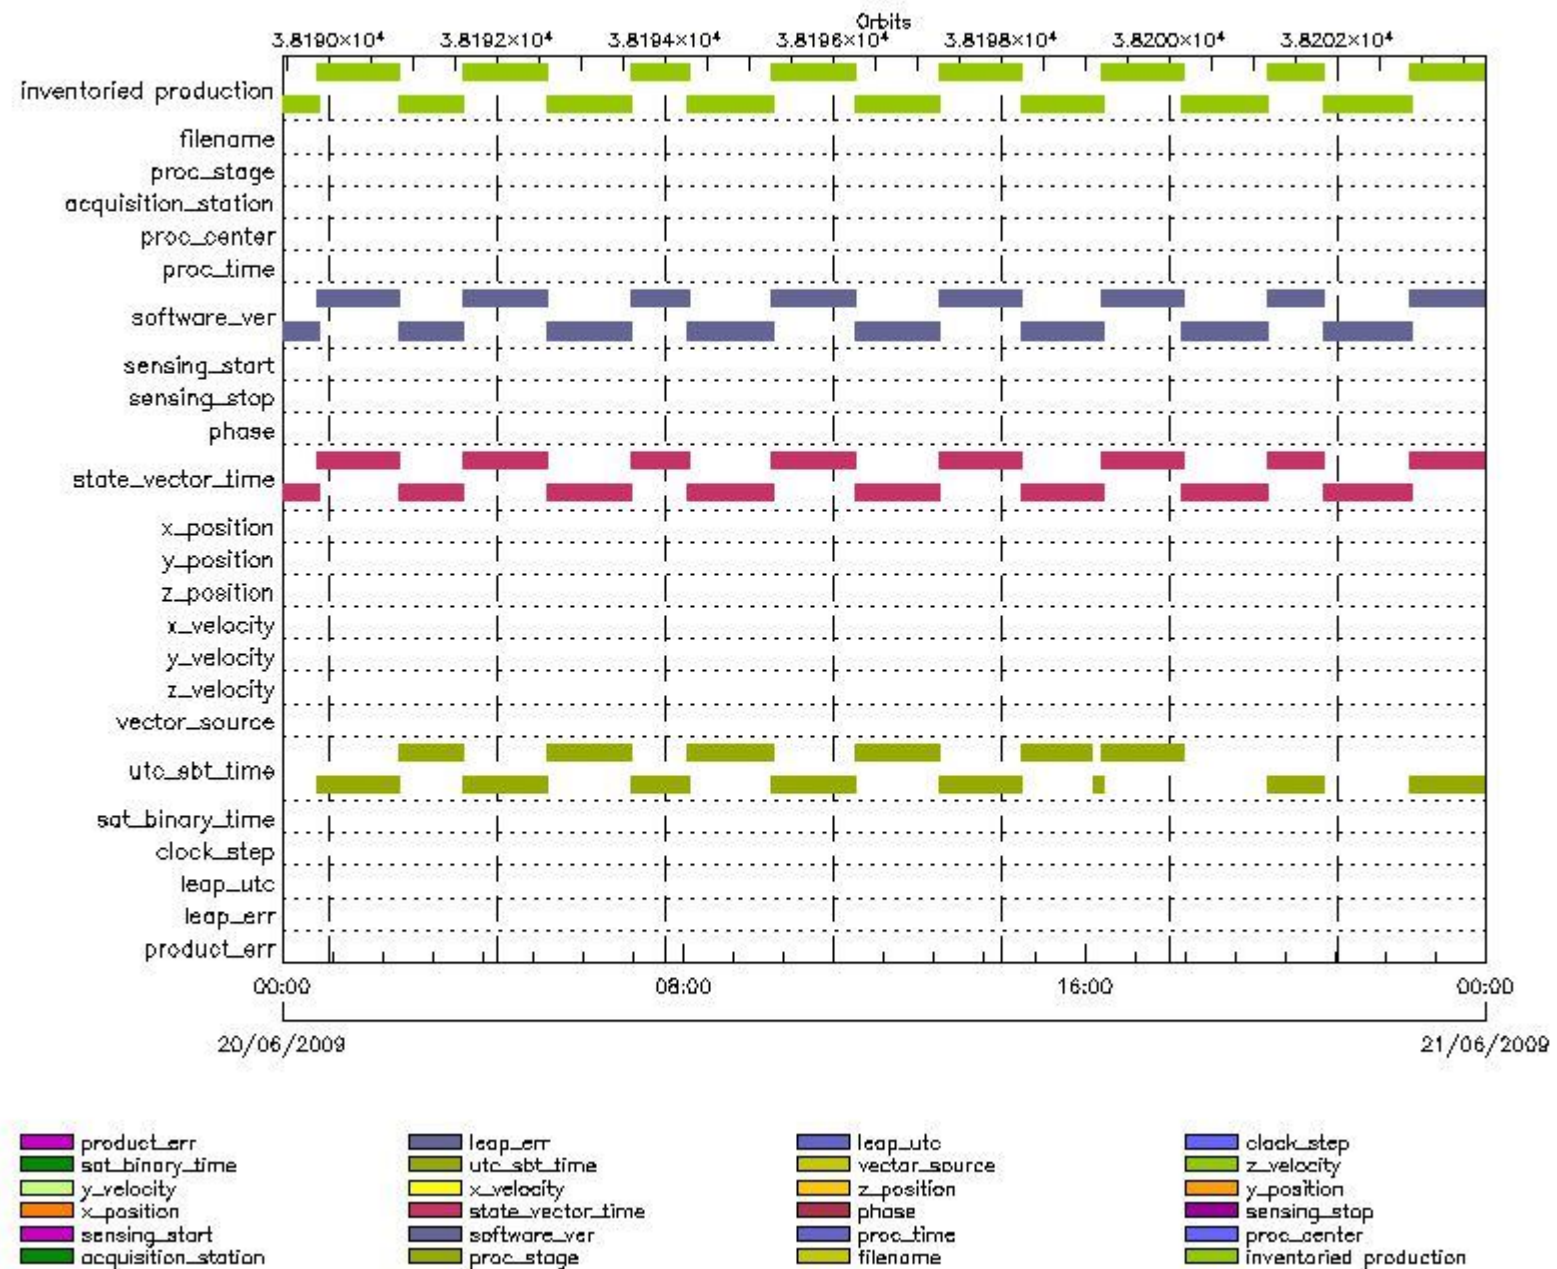 Orbits
3.8190×10⁴ 3.8192×10⁴ 3.8194×10⁴ 3.8196×10⁴ 3.8198×10⁴ 3.8200×10⁴ 3.8202×10⁴
inventoried production
filename
proc_stage
acquisition_station
proc_center
proc_time
software_ver
sensing_start
sensing_stop
phase
state_vector_time
x_position
y_position
z_position
x_velocity
y_velocity
z_velocity
vector_source
utc_sbt_time
sat_binary_time
clock_step
leap_utc
leap_err
product_err
00:00 08:00 16:00 00:00
20/06/2009 21/06/2009
product_err leap_err leap_utc clock_step
sat_binary_time utc_sbt_time vector_source z_velocity
y_velocity x_velocity z_position y_position
x_position state_vector_time phase sensing_stop
sensing_start software_ver proc_time proc_center
acquisition_station proc_stage filename inventoried production